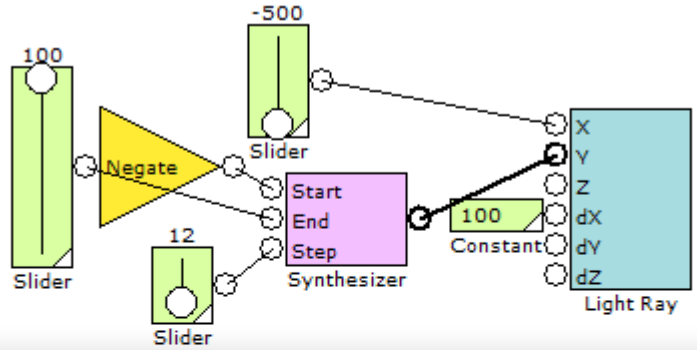 -500
100
Slider
Negate
Slider
12
Slider
Start
End
Step
Synthesizer
100
Constant
X
Y
Z
dX
dY
dZ
Light Ray